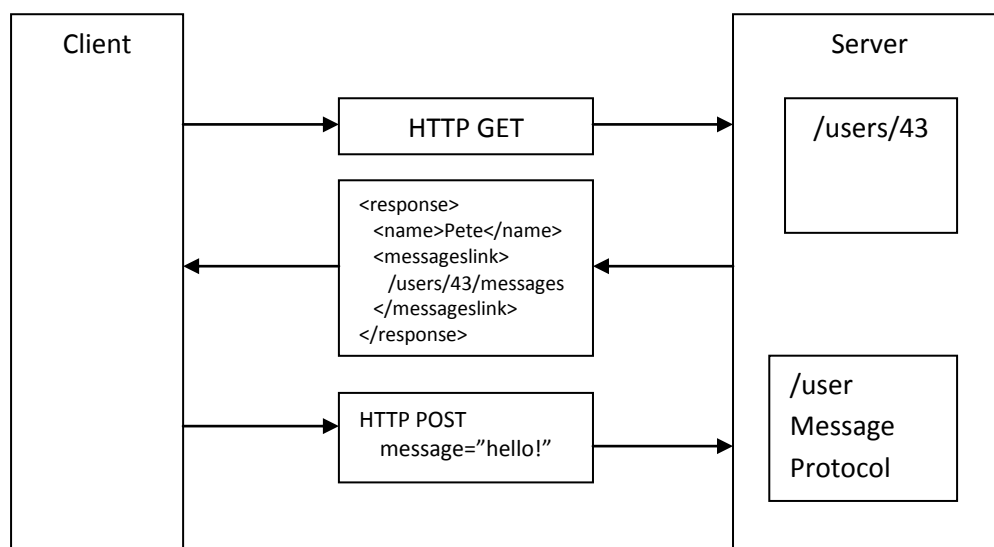 Client
Server
HTTP GET
/users/43
<response>
<name>Pete</name>
<messageslink>
/users/43/messages
</messageslink>
</response>
HTTP POST
message=”hello!”
/user
Message
Protocol